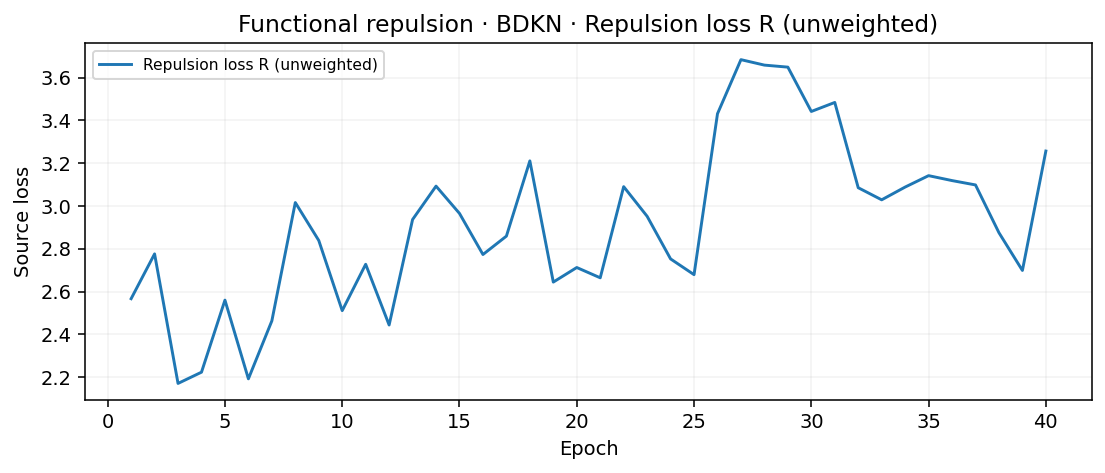 Functional repulsion · BDKN · Repulsion loss R (unweighted)
Repulsion loss R (unweighted)
Source loss
3.6
3.4
3.2
3.0
2.8
2.6
2.4
2.2
0 5 10 15 20 25 30 35 40
Epoch